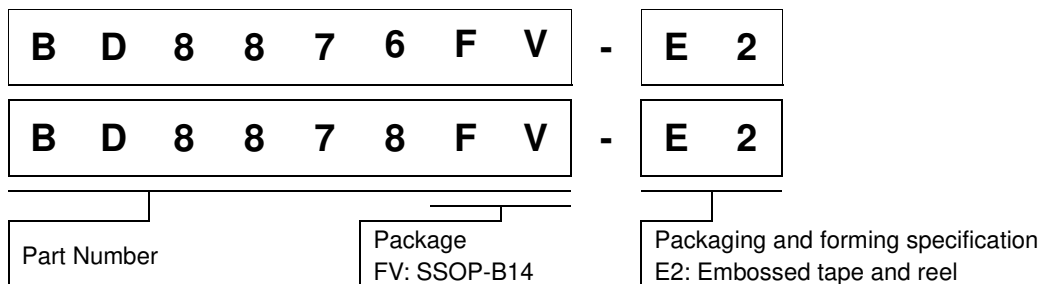 B D 8 8 7 6 F V - E 2
B D 8 8 7 8 F V - E 2
Part Number
Package
FV: SSOP-B14
Packaging and forming specification
E2: Embossed tape and reel